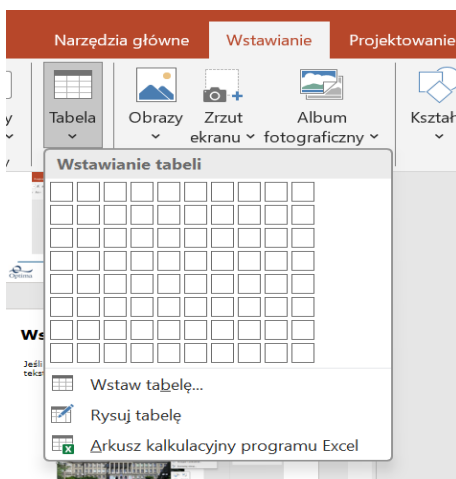 Narzędzia główne Wstawianie Projektowanie
Tabela Obrazy Zrzut ekranu Album fotograficzny
Wstawianie tabeli
Optima
Wstaw tabelę...
Rysuj tabelę
Arkusz kalkulacyjny programu Excel